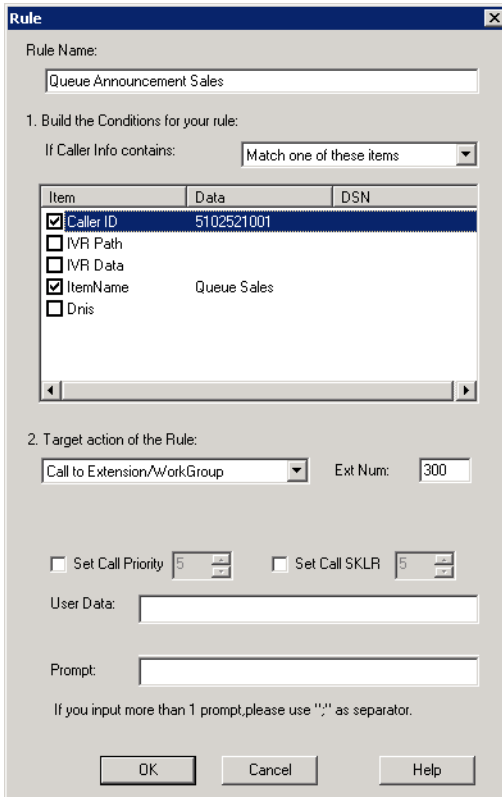 Rule
Rule Name:
Queue Announcement Sales
1. Build the Conditions for your rule:
If Caller Info contains: Match one of these items
Item Data DSN
Caller ID 5102521001
IVR Path
IVR Data
ItemName Queue Sales
Dnis
2. Target action of the Rule:
Call to Extension/WorkGroup Ext Num: 300
Set Call Priority 5 Set Call SKLR 5
User Data:
Prompt:
If you input more than 1 prompt,please use ";" as separator.
OK Cancel Help